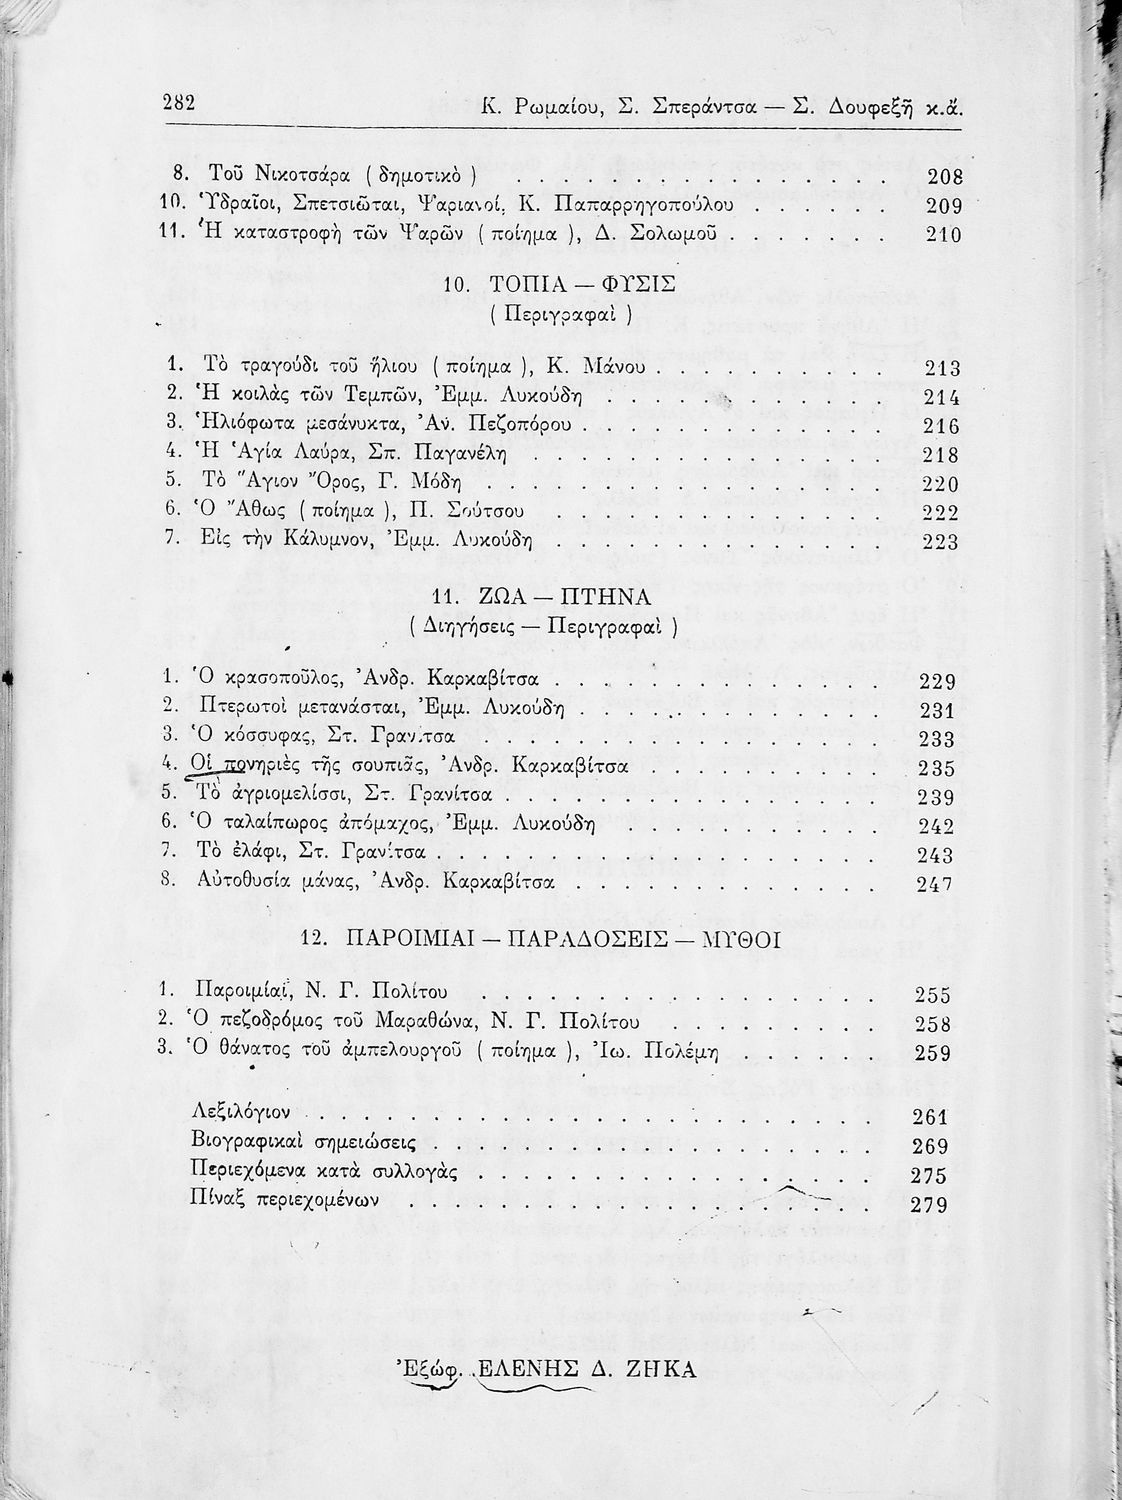 282 Κ. Ρωμαίου, Σ. Σπεράντσα — Σ. Δουφεξῆ κ.ἄ.
8. Τοῦ Νικοτσάρα ( δημοτικὸ ) . . . . . . . . . . . . . . . . 208
10. Ὑδραῖοι, Σπετσιῶται, Ψαριανοί, Κ. Παπαρρηγοπούλου . . . . . . 209
11. Ἡ καταστροφὴ τῶν Ψαρῶν ( ποίημα ), Δ. Σολωμοῦ . . . . . . . 210
10. ΤΟΠΙΑ — ΦΥΣΙΣ
( Περιγραφαὶ )
1. Τὸ τραγούδι τοῦ ἥλιου ( ποίημα ), Κ. Μάνου . . . . . . . . . . 213
2. Ἡ κοιλὰς τῶν Τεμπῶν, Ἐμμ. Λυκούδη . . . . . . . . . . . . 214
3. Ἡλιόφωτα μεσάνυκτα, Ἀν. Πεζοπόρου . . . . . . . . . . . . . 216
4. Ἡ Ἁγία Λαύρα, Σπ. Παγανέλη . . . . . . . . . . . . . . . 218
5. Τὸ Ἅγιον Ὄρος, Γ. Μόδη . . . . . . . . . . . . . . . . . 220
6. Ὁ Ἄθως ( ποίημα ), Π. Σούτσου . . . . . . . . . . . . . . 222
7. Εἰς τὴν Κάλυμνον, Ἐμμ. Λυκούδη . . . . . . . . . . . . . . 223
11. ΖΩΑ — ΠΤΗΝΑ
( Διηγήσεις — Περιγραφαὶ )
1. Ὁ κρασοποῦλος, Ἀνδρ. Καρκαβίτσα . . . . . . . . . . . . . . 229
2. Πτερωτοὶ μετανάσται, Ἐμμ. Λυκούδη . . . . . . . . . . . . . 231
3. Ὁ κόσσυφας, Στ. Γρανίτσα . . . . . . . . . . . . . . . . . 233
4. Οἱ πονηριὲς τῆς σουπιᾶς, Ἀνδρ. Καρκαβίτσα . . . . . . . . . . 235
5. Τὸ ἀγριομελίσσι, Στ. Γρανίτσα . . . . . . . . . . . . . . . . 239
6. Ὁ ταλαίπωρος ἀπόμαχος, Ἐμμ. Λυκούδη . . . . . . . . . . . 242
7. Τὸ ἐλάφι, Στ. Γρανίτσα . . . . . . . . . . . . . . . . . . . 243
8. Αὐτοθυσία μάνας, Ἀνδρ. Καρκαβίτσα . . . . . . . . . . . . . 247
12. ΠΑΡΟΙΜΙΑΙ — ΠΑΡΑΔΟΣΕΙΣ — ΜΥΘΟΙ
1. Παροιμίαι, Ν. Γ. Πολίτου . . . . . . . . . . . . . . . . . 255
2. Ὁ πεζοδρόμος τοῦ Μαραθώνα, Ν. Γ. Πολίτου . . . . . . . . . 258
3. Ὁ θάνατος τοῦ ἀμπελουργοῦ ( ποίημα ), Ἰω. Πολέμη . . . . . . 259
Λεξιλόγιον . . . . . . . . . . . . . . . . . . . . . . . . 261
Βιογραφικαὶ σημειώσεις . . . . . . . . . . . . . . . . . . . 269
Περιεχόμενα κατὰ συλλογὰς . . . . . . . . . . . . . . . . . 275
Πίναξ περιεχομένων . . . . . . . . . . . . . . . . . . . . 279
Ἐξώφ. ΕΛΕΝΗΣ Δ. ΖΗΚΑ